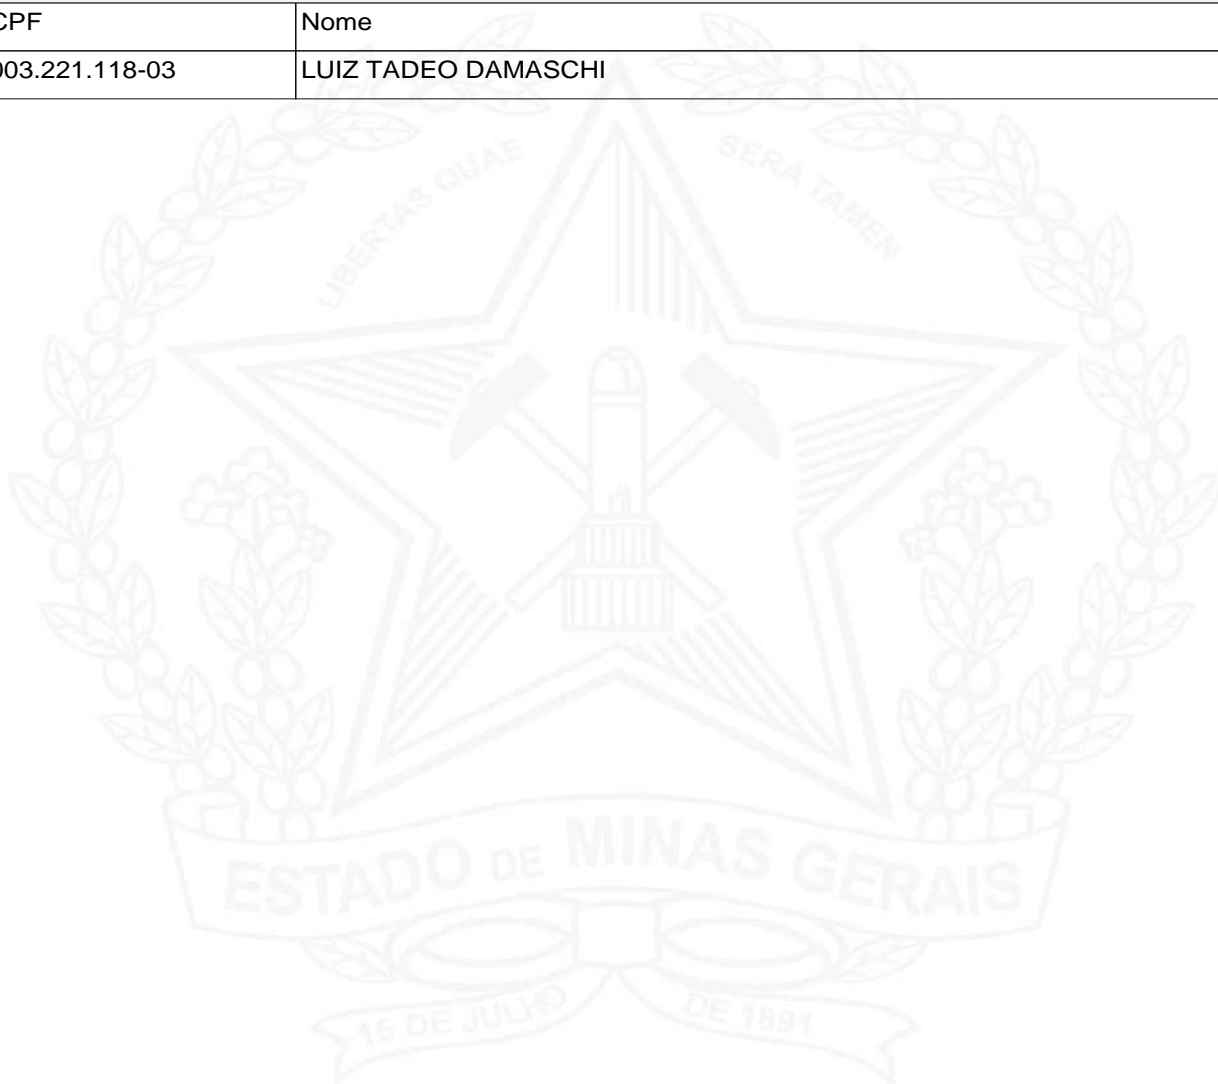 CPF Nome
003.221.118-03 LUIZ TADEO DAMASCHI
LIBERTAS QUAE SERA TAMEN
ESTADO DE MINAS GERAIS
15 DE JULHO DE 1891